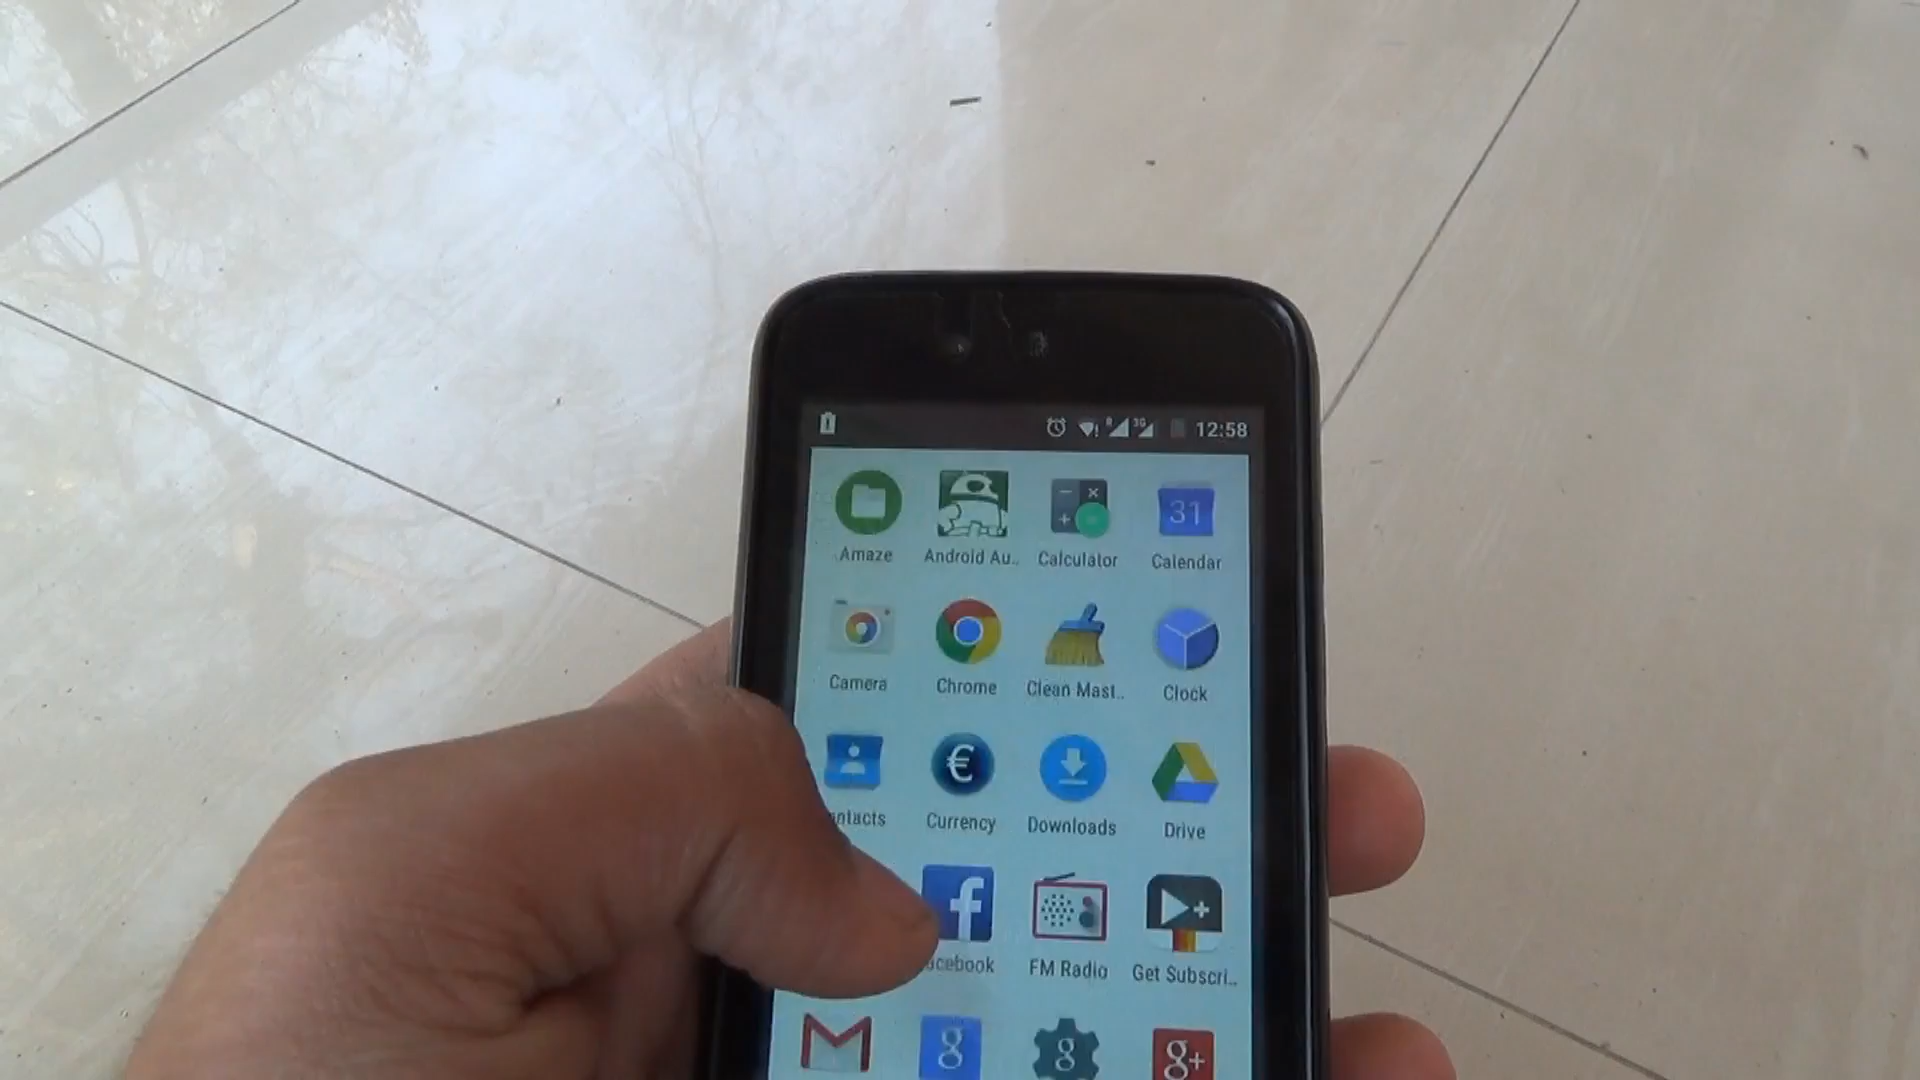 R 3G 12:58
Amaze Android Au.. Calculator Calendar
31
Camera Chrome Clean Mast.. Clock
ntacts Currency Downloads Drive
acebook FM Radio Get Subscri..
g g g+